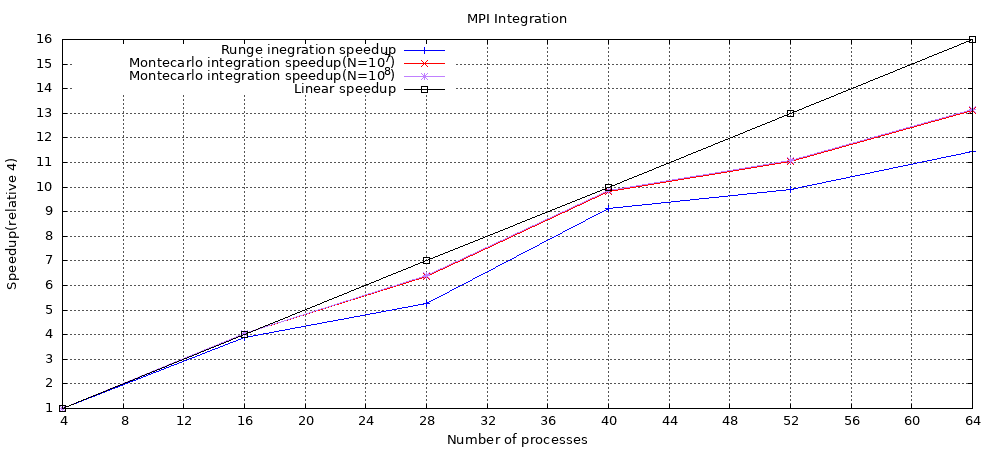 MPI Integration
Runge inegration speedup
Montecarlo integration speedup(N=10^7)
Montecarlo integration speedup(N=10^8)
Linear speedup
Speedup(relative 4)
16
15
14
13
12
11
10
9
8
7
6
5
4
3
2
1
4 8 12 16 20 24 28 32 36 40 44 48 52 56 60 64
Number of processes